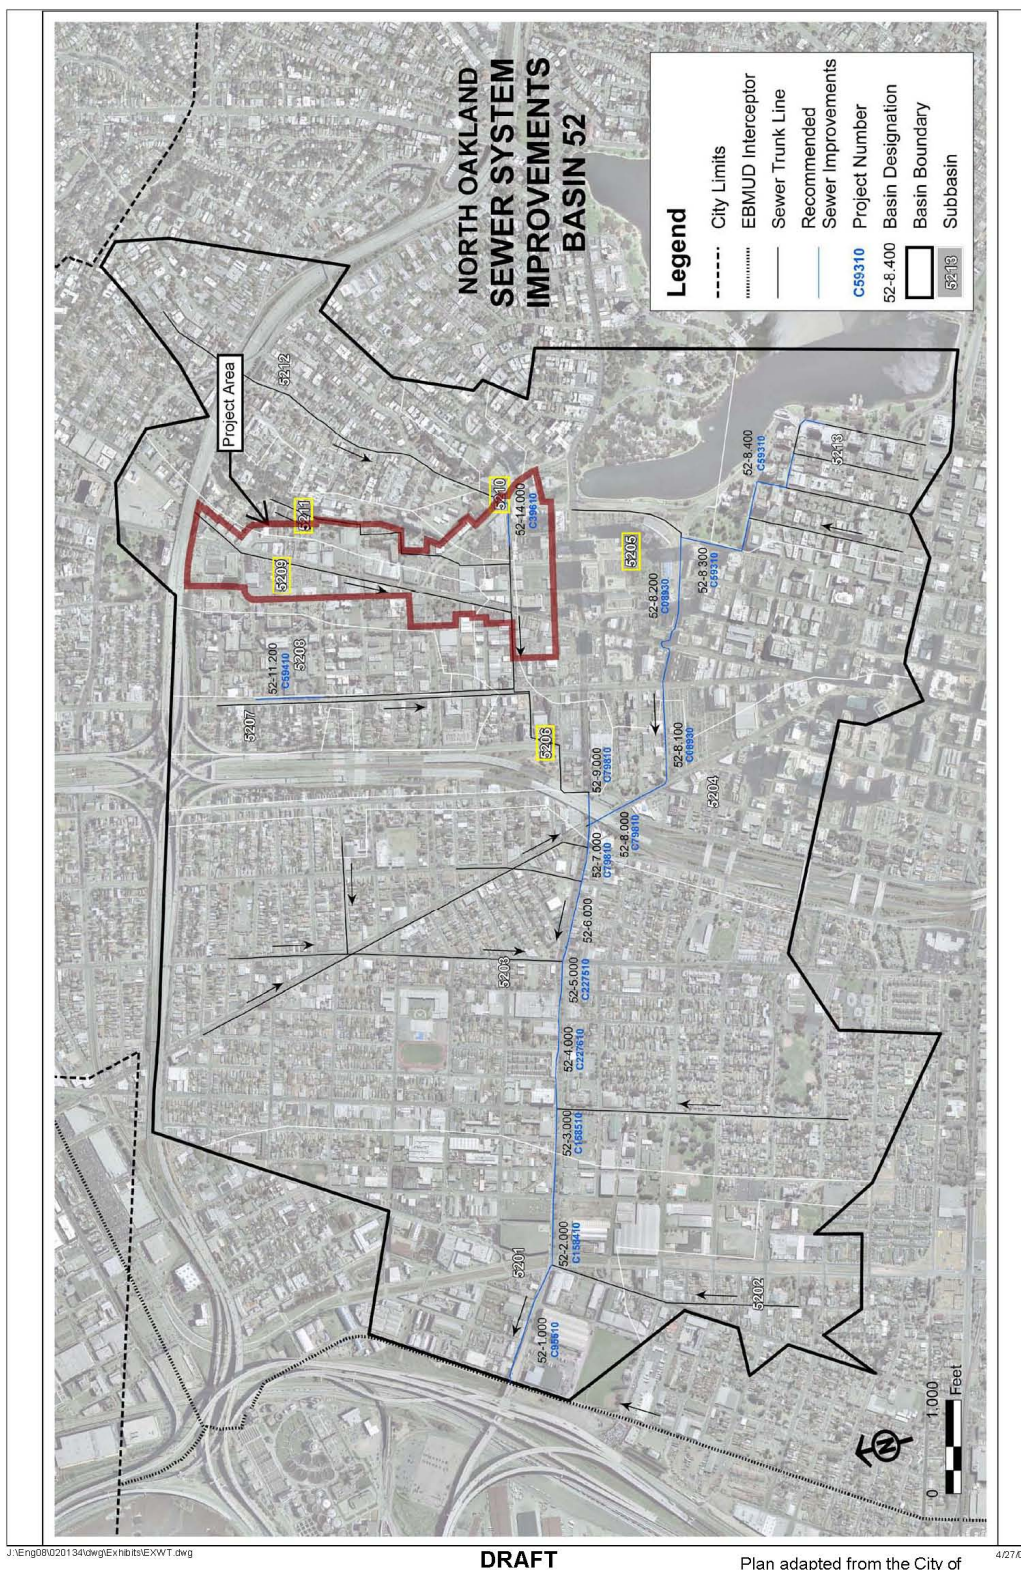 NORTH OAKLAND
SEWER SYSTEM
IMPROVEMENTS
BASIN 52
Legend
City Limits
EBMUD Interceptor
Sewer Trunk Line
Recommended
Sewer Improvements
C59310 Project Number
52-8.400 Basin Designation
Basin Boundary
5213 Subbasin
Project Area
5212
5211
5210
5209
52-14.000
C39610
52-8.400
C59310
5213
5205
52-8.300
C59310
52-8.200
C08930
52-11.200
C59410
5208
5207
5206
52-9.000
C79810
52-8.100
C08930
5204
52-8.000
C79810
52-7.000
C79810
52-6.000
5203
52-5.000
C227510
52-4.000
C227610
52-3.000
C158510
52-2.000
C158410
5201
5202
52-1.000
C95610
N
0 1,000
Feet
J:\Eng08\020134\dwg\Exhibits\EXWT.dwg
DRAFT
Plan adapted from the City of
4/27/0